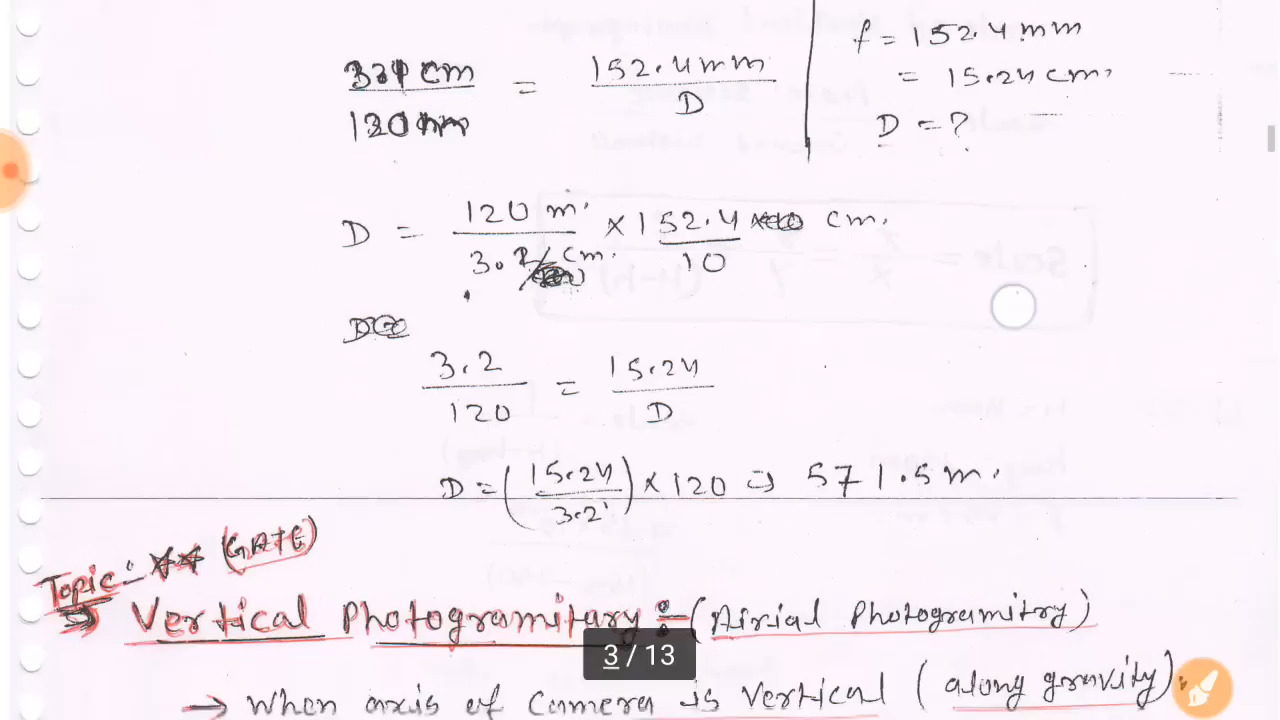 f = 152.4 mm
= 15.24 cm.
D = ?
cm / 120 = 152.4 mm / D
D = 120 m. / 3.2 cm. × 152.4 / 10 cm.
3.2 / 120 = 15.24 / D
D = (15.24 / 3.2) × 120 ⇒ 571.5 m.
Topic:- ** (GATE)
Vertical Photogramitary :- (Airial Photogramitry)
→ When axis of Camera is Vertical (along gravity).
3 / 13